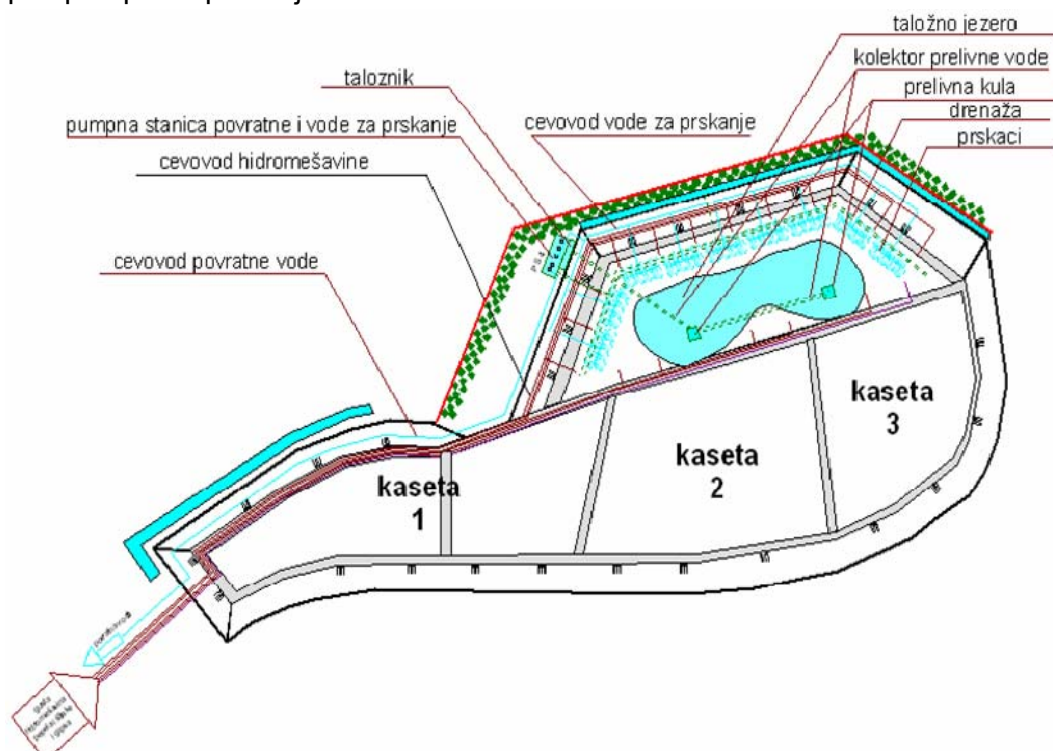 taložno jezero
kolektor prelivne vode
prelivna kula
drenaža
prskaci
taloznik
pumpna stanica povratne i vode za prskanje
cevovod vode za prskanje
cevovod hidromešavine
cevovod povratne vode
kaseta
1
kaseta
2
kaseta
3